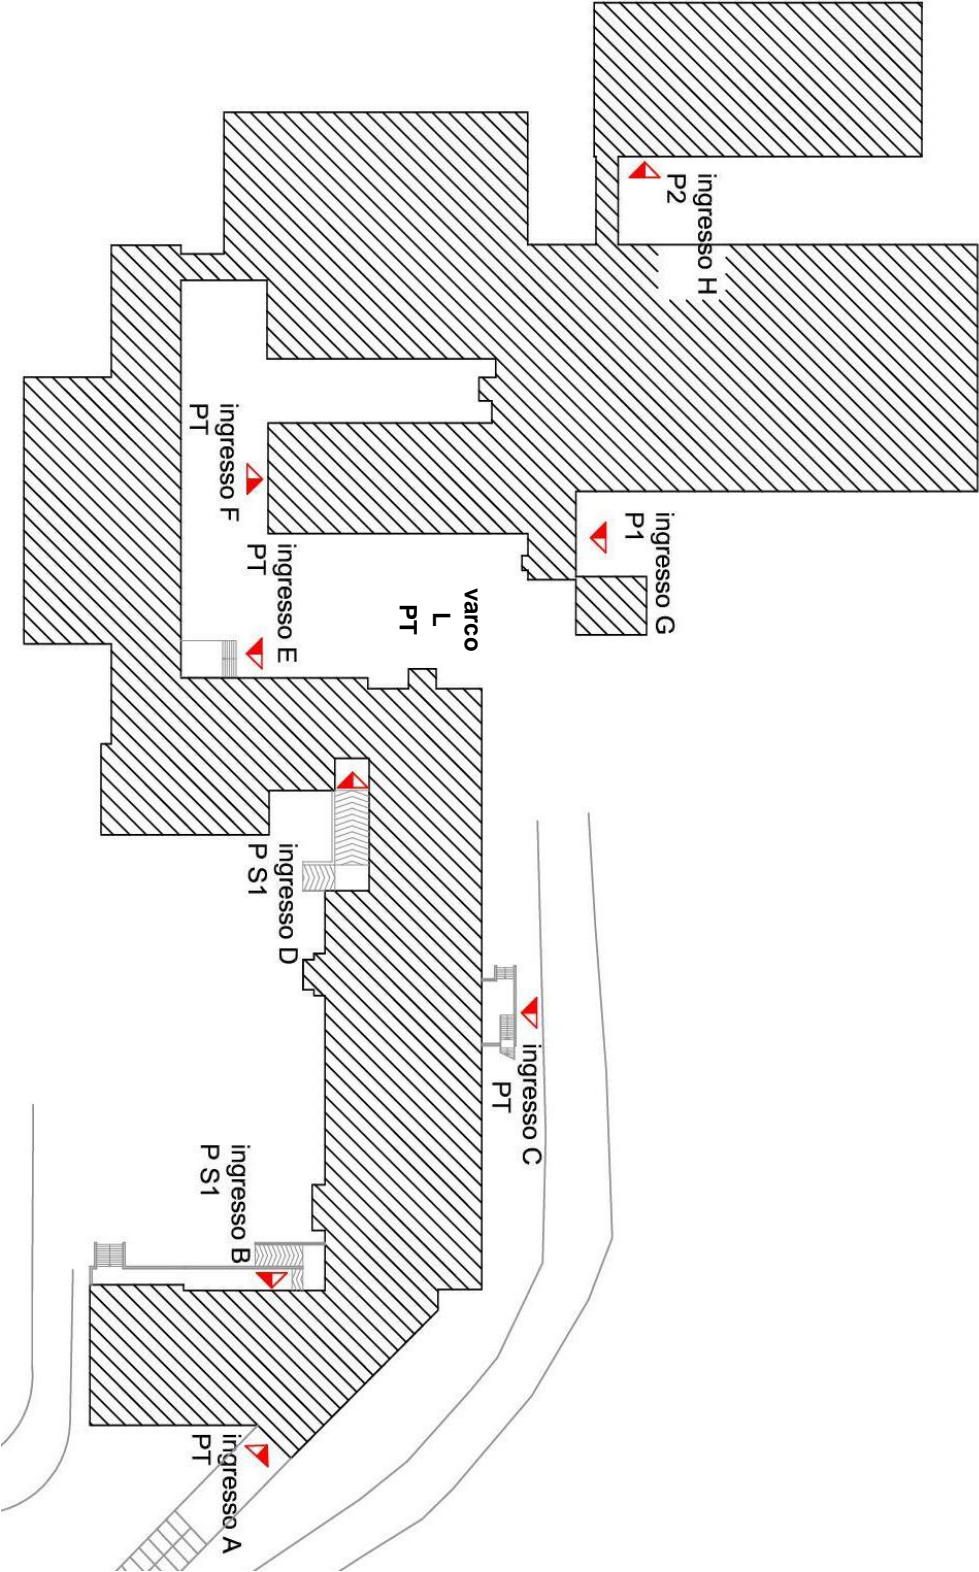 ingresso H
P2
ingresso G
P1
ingresso F
PT
ingresso E
PT
varco
L
PT
ingresso D
P S1
ingresso C
PT
ingresso B
P S1
ingresso A
PT